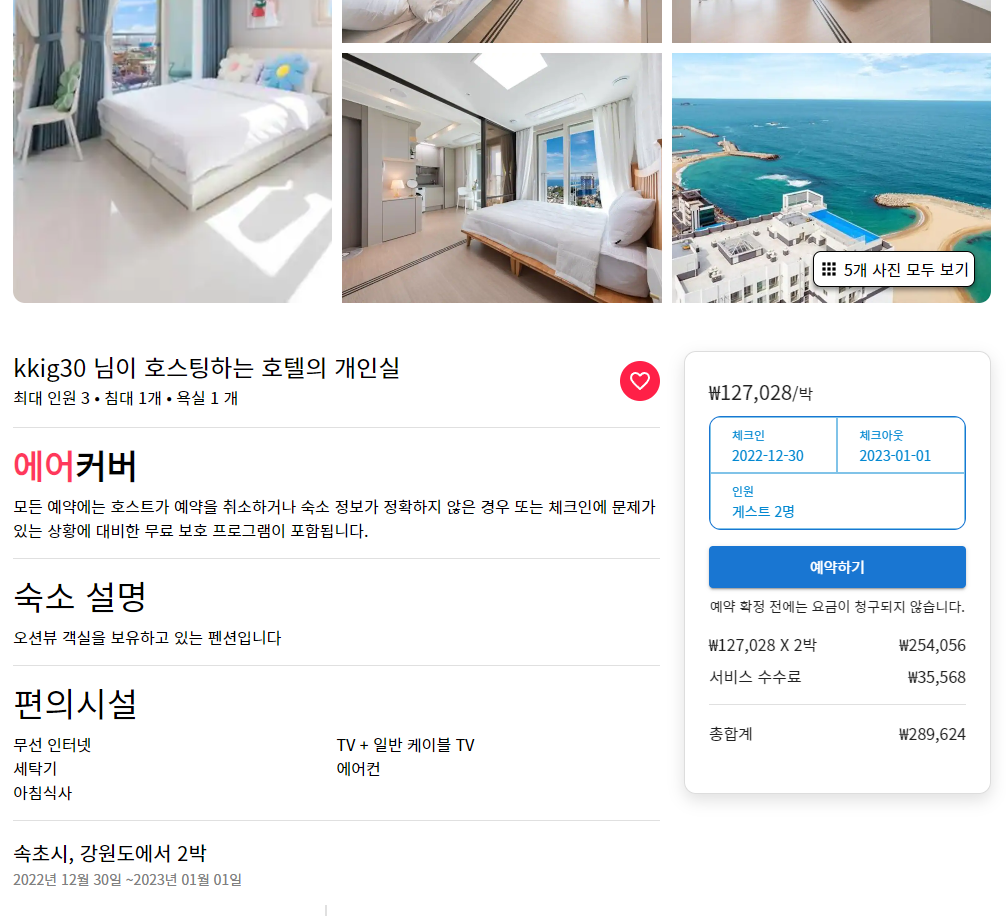 5개 사진 모두 보기
kkig30 님이 호스팅하는 호텔의 개인실
최대 인원 3 • 침대 1개 • 욕실 1 개
에어커버
모든 예약에는 호스트가 예약을 취소하거나 숙소 정보가 정확하지 않은 경우 또는 체크인에 문제가
있는 상황에 대비한 무료 보호 프로그램이 포함됩니다.
숙소 설명
오션뷰 객실을 보유하고 있는 펜션입니다
편의시설
무선 인터넷
TV + 일반 케이블 TV
세탁기
에어컨
아침식사
속초시, 강원도에서 2박
2022년 12월 30일 ~2023년 01월 01일
₩127,028/박
체크인
2022-12-30
체크아웃
2023-01-01
인원
게스트 2명
예약하기
예약 확정 전에는 요금이 청구되지 않습니다.
₩127,028 X 2박
₩254,056
서비스 수수료
₩35,568
총합계
₩289,624